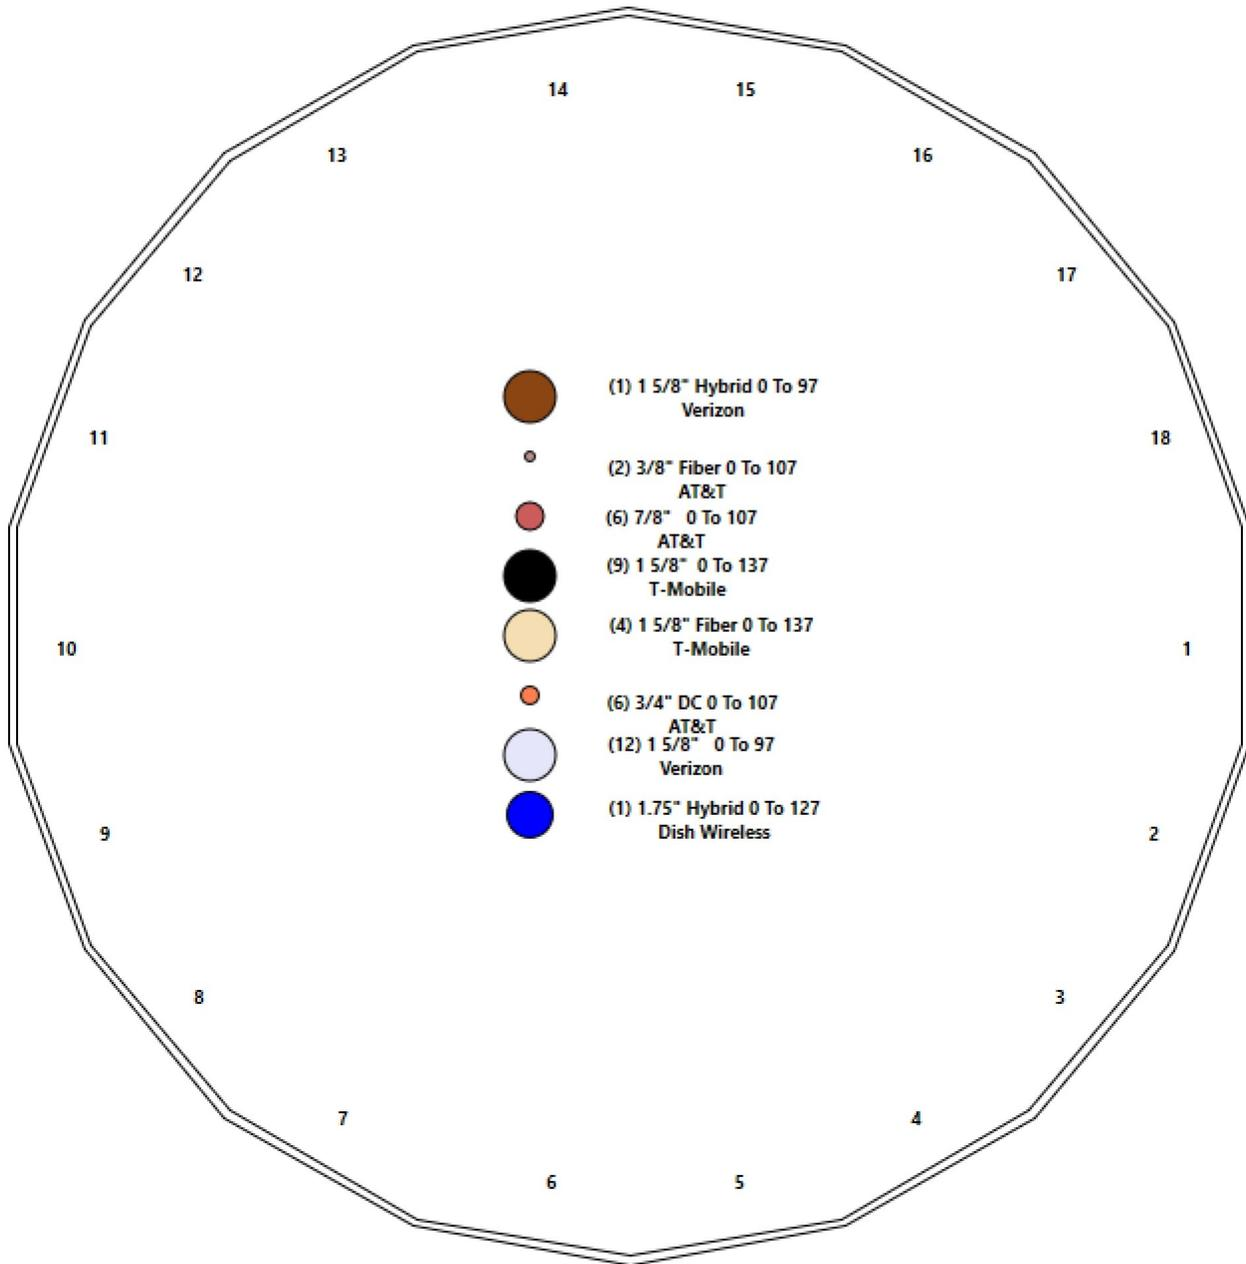 14
15
13
16
12
17
(1) 1 5/8" Hybrid 0 To 97
Verizon
11
18
(2) 3/8" Fiber 0 To 107
AT&T
(6) 7/8" 0 To 107
AT&T
(9) 1 5/8" 0 To 137
T-Mobile
(4) 1 5/8" Fiber 0 To 137
T-Mobile
10
1
(6) 3/4" DC 0 To 107
AT&T
(12) 1 5/8" 0 To 97
Verizon
(1) 1.75" Hybrid 0 To 127
Dish Wireless
9
2
8
3
7
4
6
5